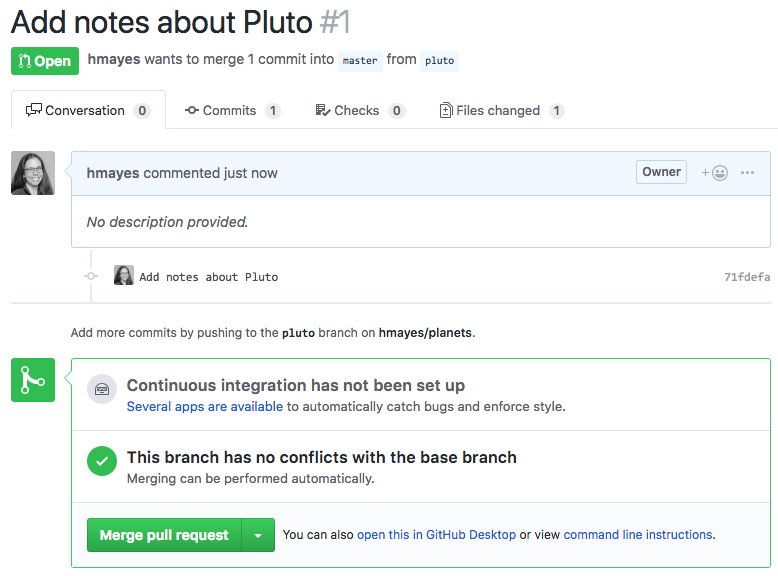 Add notes about Pluto #1
Open hmayes wants to merge 1 commit into master from pluto
Conversation 0 Commits 1 Checks 0 Files changed 1
hmayes commented just now Owner
No description provided.
Add notes about Pluto 71fdefa
Add more commits by pushing to the pluto branch on hmayes/planets.
Continuous integration has not been set up
Several apps are available to automatically catch bugs and enforce style.
This branch has no conflicts with the base branch
Merging can be performed automatically.
Merge pull request You can also open this in GitHub Desktop or view command line instructions.